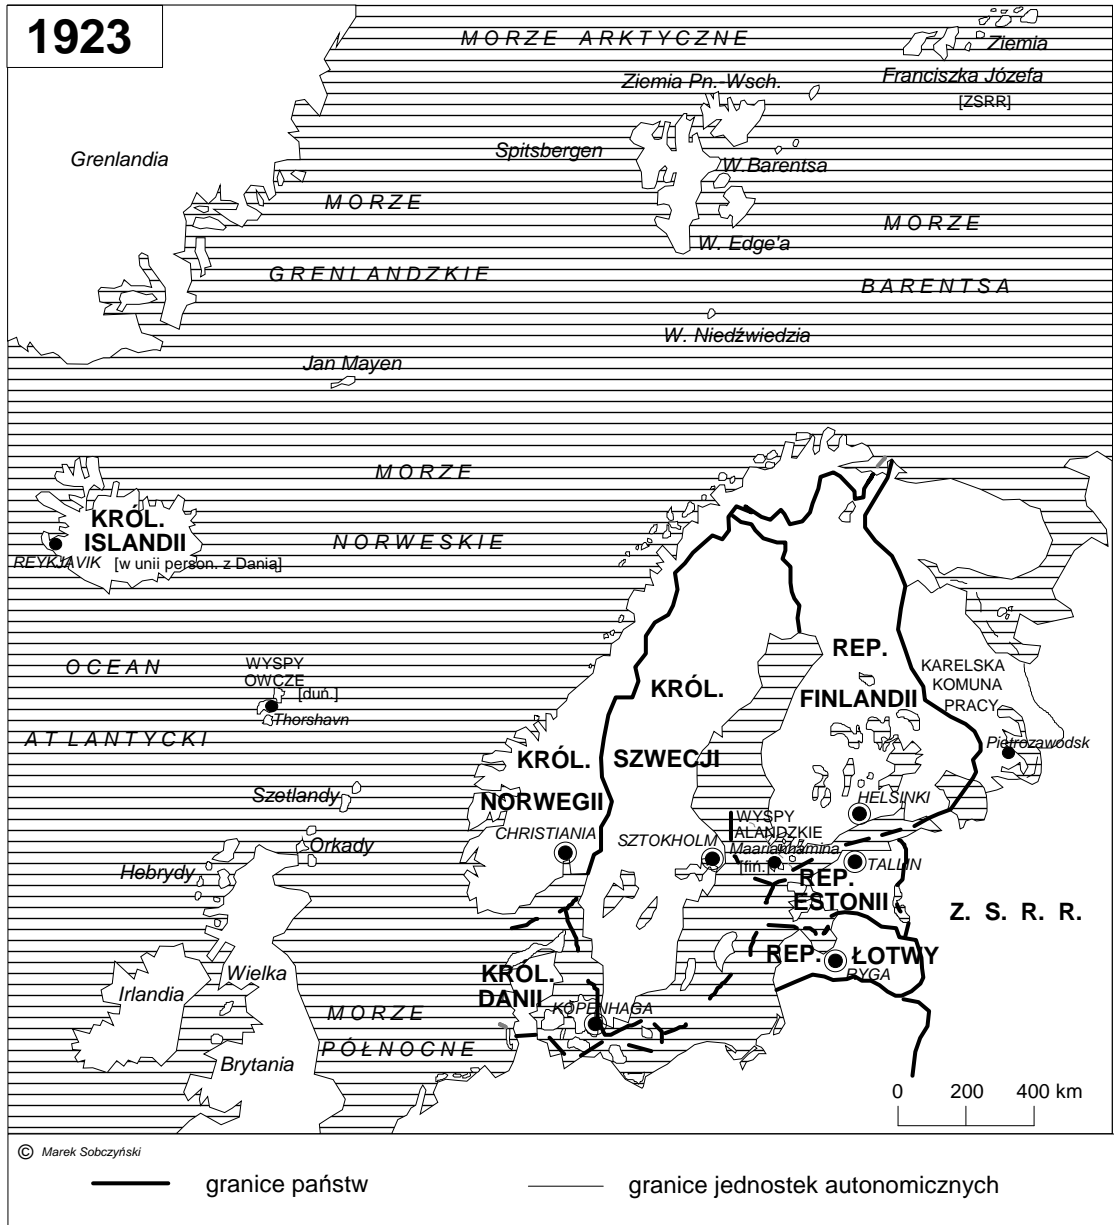 1923
MORZE ARKTYCZNE
Ziemia
Franciszka Józefa
[ZSRR]
Ziemia Pn.-Wsch.
Grenlandia
Spitsbergen
W.Barentsa
MORZE
MORZE
W. Edge'a
GRENLANDZKIE
BARENTSA
W. Niedźwiedzia
Jan Mayen
MORZE
KRÓL.
ISLANDII
NORWESKIE
REYKJAVIK
[w unii person. z Danią]
OCEAN
WYSPY
OWCZE
[duń.]
Thorshavn
ATLANTYCKI
REP.
FINLANDII
KARELSKA
KOMUNA
PRACY
Pietrozawodsk
KRÓL.
SZWECJI
KRÓL.
NORWEGII
Szetlandy
HELSINKI
WYSPY
ALANDZKIE
Maarianhamina
[fiń.]
CHRISTIANIA
SZTOKHOLM
Orkady
Hebrydy
TALLIN
REP.
ESTONII
Z. S. R. R.
REP. ŁOTWY
RYGA
KRÓL.
DANII
KOPENHAGA
Wielka
Irlandia
MORZE
PÓŁNOCNE
Brytania
0 200 400 km
© Marek Sobczyński
granice państw
granice jednostek autonomicznych